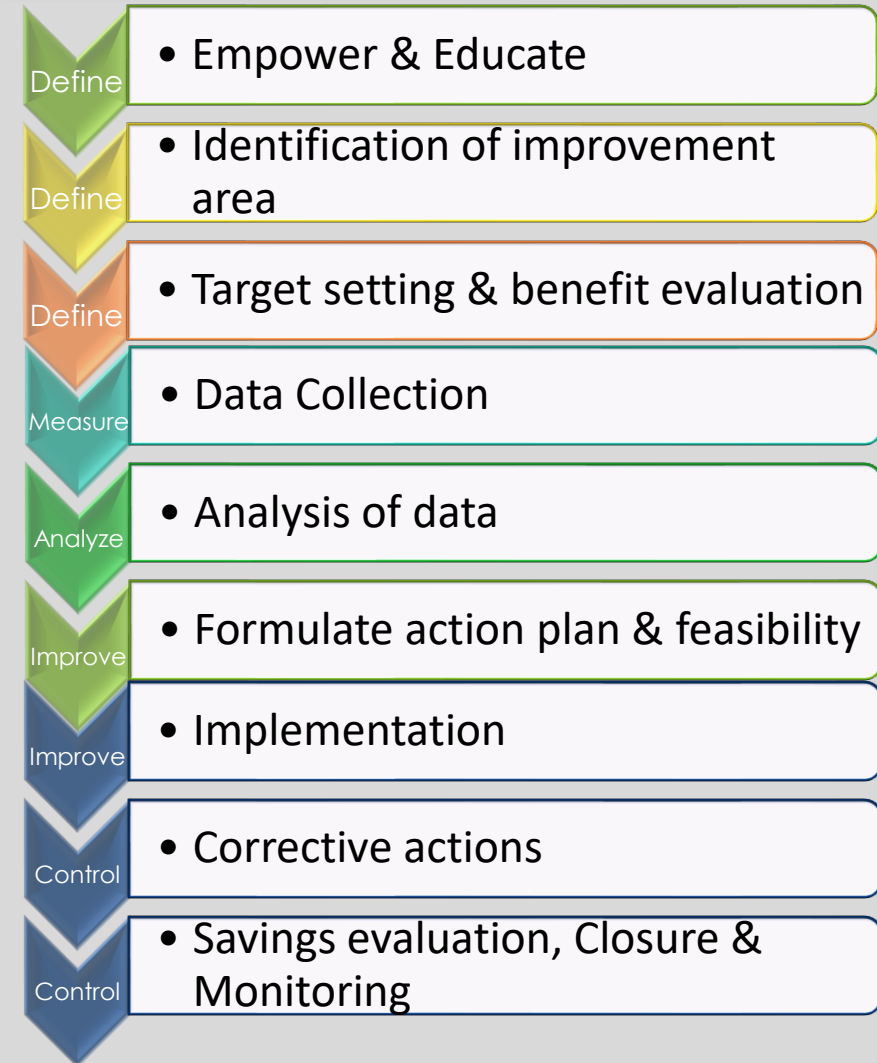 Define
• Empower & Educate
Define
• Identification of improvement
area
Define
• Target setting & benefit evaluation
Measure
• Data Collection
Analyze
• Analysis of data
Improve
• Formulate action plan & feasibility
Improve
• Implementation
Control
• Corrective actions
Control
• Savings evaluation, Closure &
Monitoring